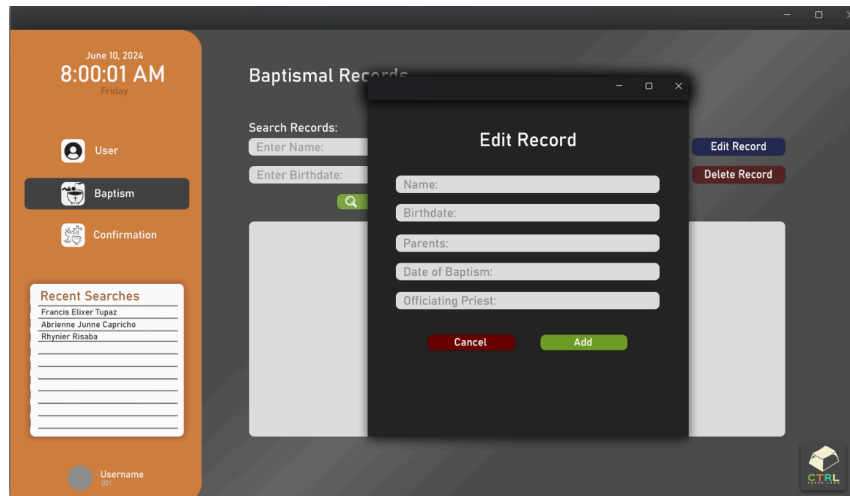 June 10, 2024
8:00:01 AM
Friday
User
Baptism
Confirmation
Recent Searches
Francis Elixer Tupaz
Abrienne Junne Capricho
Rhynier Risaba
Username
001
Baptismal Records
Search Records:
Enter Name:
Enter Birthdate:
Edit Record
Delete Record
Edit Record
Name:
Birthdate:
Parents:
Date of Baptism:
Officiating Priest:
Cancel
Add
CTRL